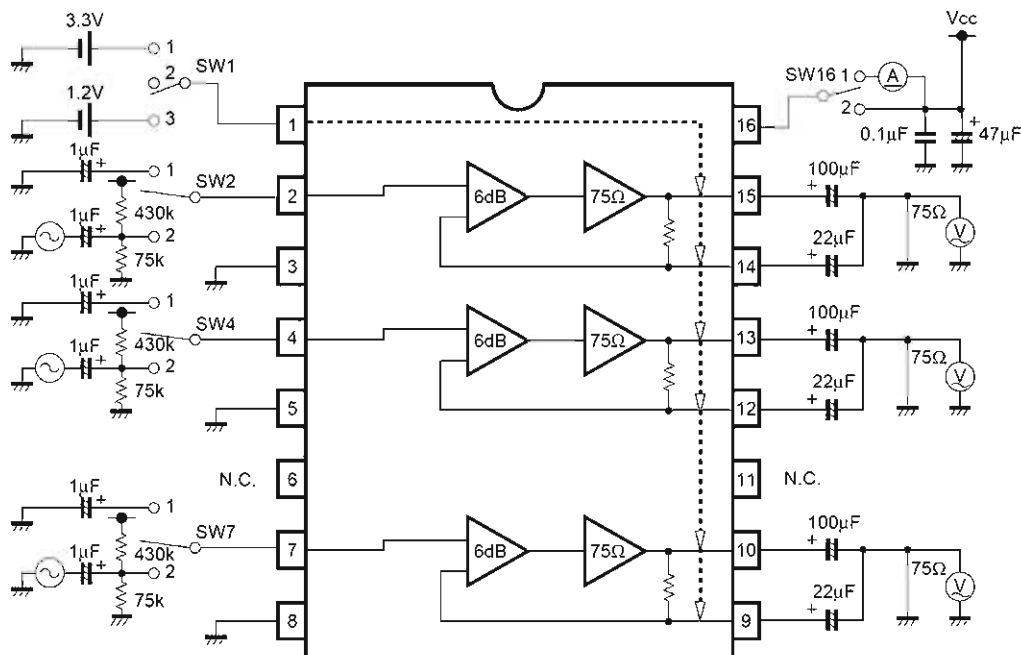 3.3V
1
2
SW1
1.2V
3
1μF
+
1
SW2
430k
1μF
+
2
75k
1μF
+
1
SW4
430k
1μF
+
2
75k
1μF
+
1
SW7
430k
1μF
+
2
75k
N.C.
1
2
3
4
5
6
7
8
6dB
75Ω
6dB
75Ω
6dB
75Ω
16
15
14
13
12
11
10
9
Vcc
SW16
1
A
2
0.1μF
+
47μF
100μF
+
75Ω
V
22μF
+
100μF
+
75Ω
V
22μF
+
N.C.
100μF
+
75Ω
V
22μF
+